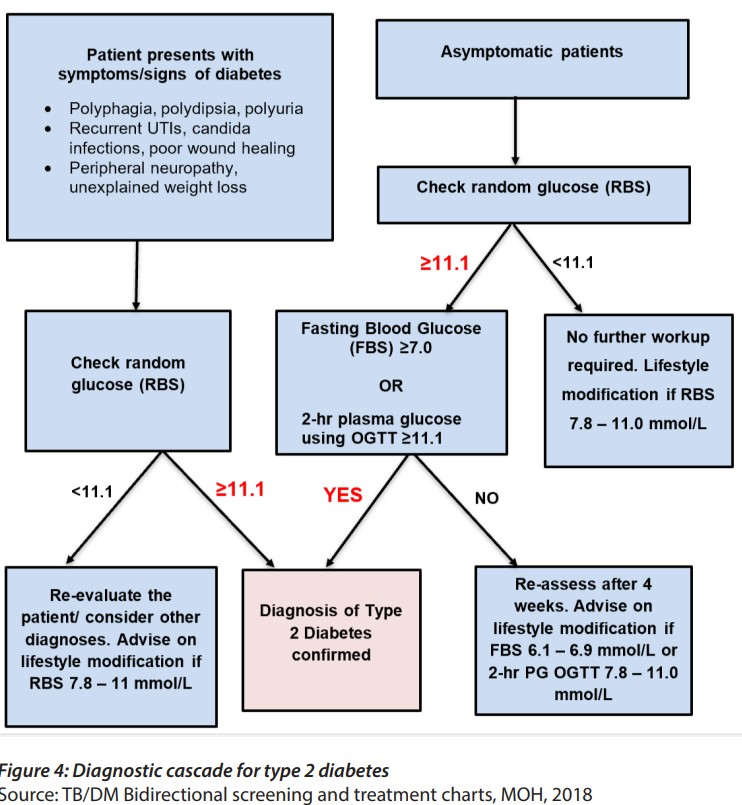 Patient presents with
symptoms/signs of diabetes
• Polyphagia, polydipsia, polyuria
• Recurrent UTIs, candida
infections, poor wound healing
• Peripheral neuropathy,
unexplained weight loss
Asymptomatic patients
Check random glucose (RBS)
≥11.1
<11.1
Check random
glucose (RBS)
Fasting Blood Glucose
(FBS) ≥7.0
OR
2-hr plasma glucose
using OGTT ≥11.1
No further workup
required. Lifestyle
modification if RBS
7.8 – 11.0 mmol/L
<11.1
≥11.1
YES
NO
Re-evaluate the
patient/ consider other
diagnoses. Advise on
lifestyle modification if
RBS 7.8 – 11 mmol/L
Diagnosis of Type
2 Diabetes
confirmed
Re-assess after 4
weeks. Advise on
lifestyle modification if
FBS 6.1 – 6.9 mmol/L or
2-hr PG OGTT 7.8 – 11.0
mmol/L
Figure 4: Diagnostic cascade for type 2 diabetes
Source: TB/DM Bidirectional screening and treatment charts, MOH, 2018